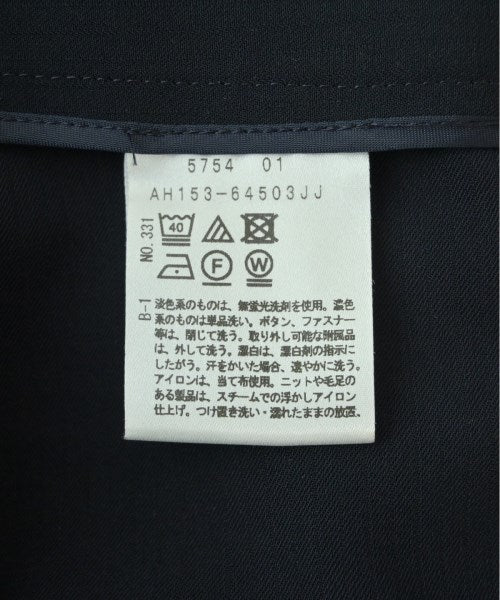 5754 01
AH153-64503JJ
NO.331
40
F W
B-1
淡色系のものは、無蛍光洗剤を使用。濃色
系のものは単品洗い。ボタン、ファスナー
等は、閉じて洗う。取り外し可能な附属品
は、外して洗う。漂白は、漂白剤の指示に
したがう。汗をかいた場合、速やかに洗う。
アイロンは、当て布使用。ニットや毛足の
ある製品は、スチームでの浮かしアイロン
仕上げ。つけ置き洗い・濡れたままの放置、